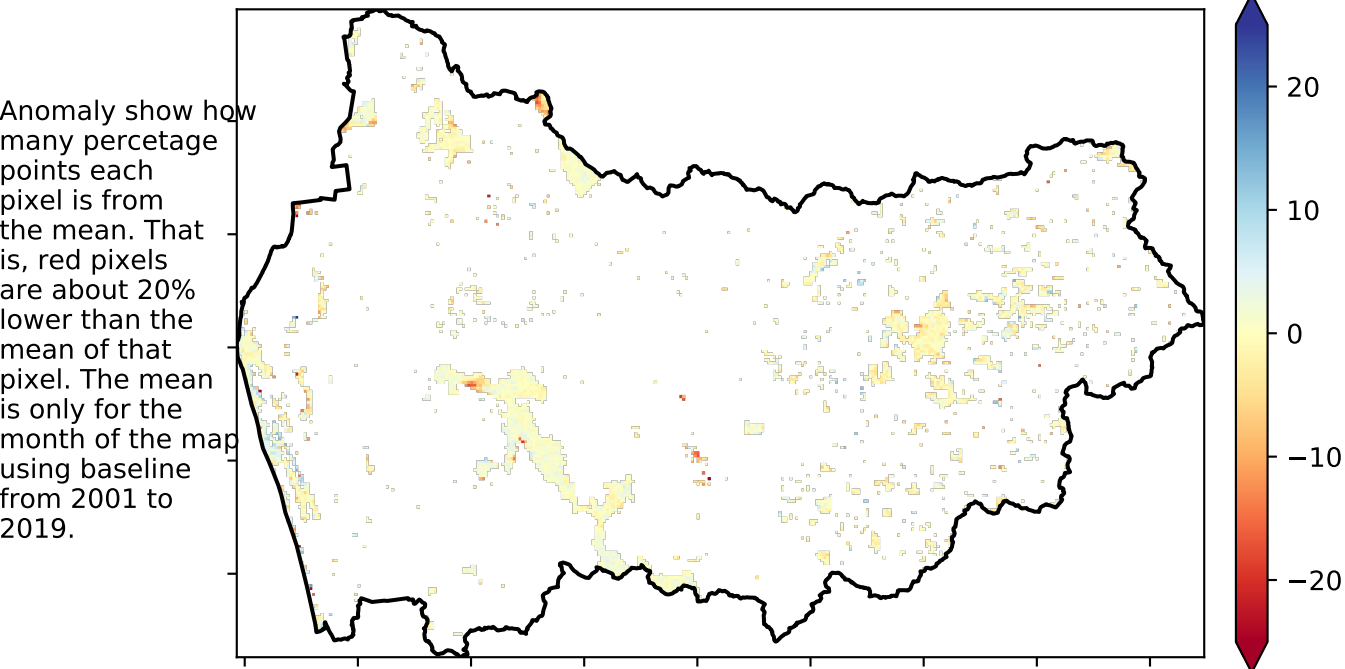 Anomaly show how
many percetage
points each
pixel is from
the mean. That
is, red pixels
are about 20%
lower than the
mean of that
pixel. The mean
is only for the
month of the map
using baseline
from 2001 to
2019.
20
10
0
−10
−20